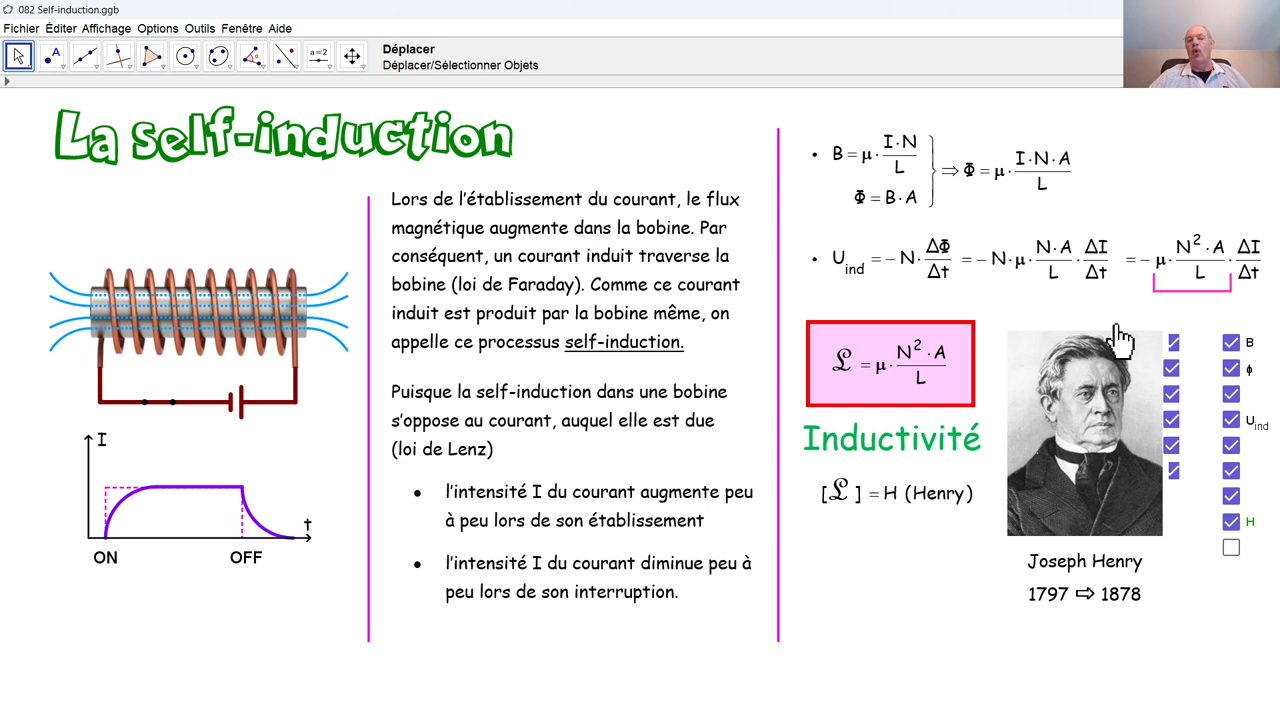 082 Self-induction.ggb
Fichier Éditer Affichage Options Outils Fenêtre Aide
A
a=2
Déplacer
Déplacer/Sélectionner Objets
La self-induction
I
t
ON OFF
Lors de l'établissement du courant, le flux
magnétique augmente dans la bobine. Par
conséquent, un courant induit traverse la
bobine (loi de Faraday). Comme ce courant
induit est produit par la bobine même, on
appelle ce processus self-induction.
Puisque la self-induction dans une bobine
s'oppose au courant, auquel elle est due
(loi de Lenz)
• l'intensité I du courant augmente peu
à peu lors de son établissement
• l'intensité I du courant diminue peu à
peu lors de son interruption.
• B = μ · I·N / L
Φ = B · A
⇒ Φ = μ · I·N·A / L
• U_ind = − N · ΔΦ/Δt = − N · μ · N·A/L · ΔI/Δt = − μ · N² · A / L · ΔI/Δt
ℒ = μ · N² · A / L
Inductivité
[ℒ] = H (Henry)
Joseph Henry
1797 ⇨ 1878
B
ϕ
U_ind
H